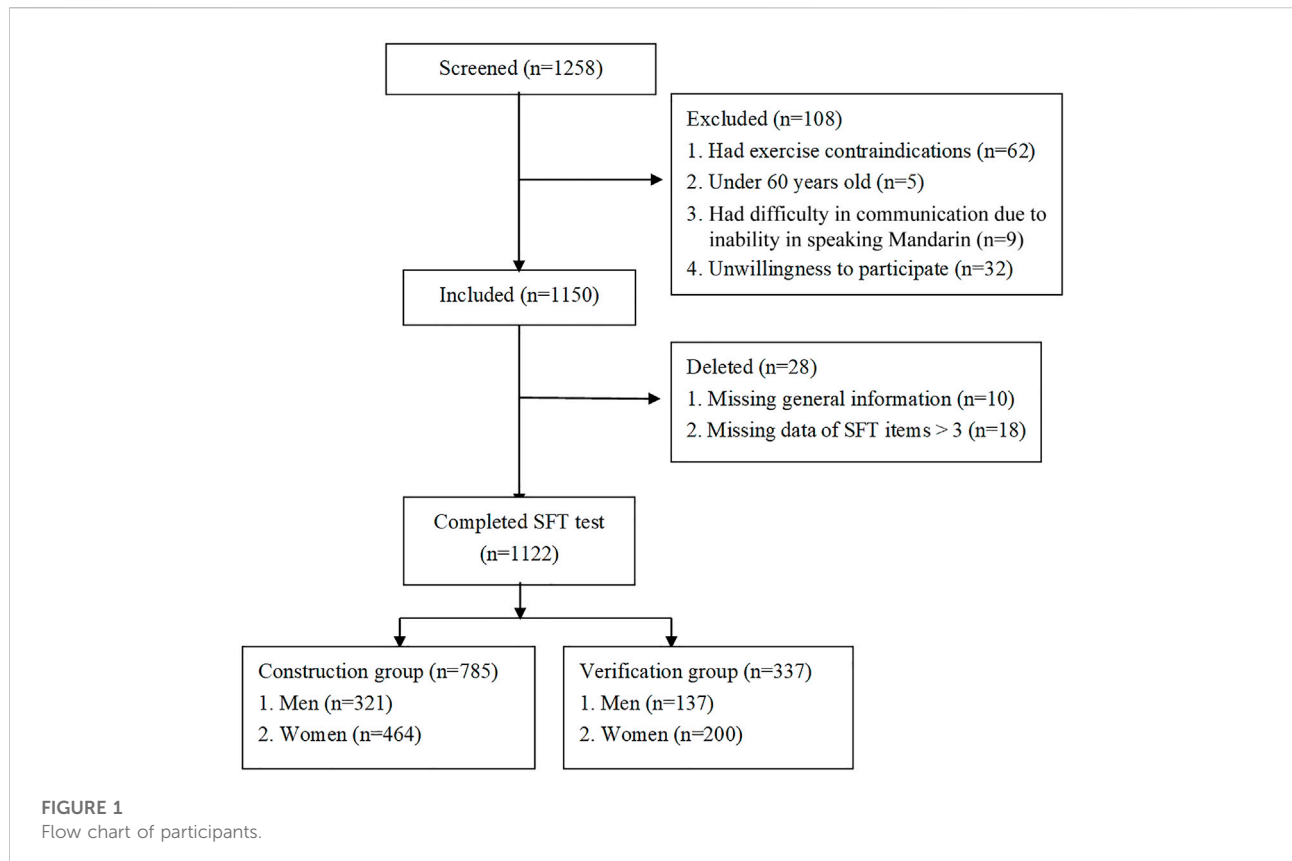 Screened (n=1258)
Excluded (n=108)
1. Had exercise contraindications (n=62)
2. Under 60 years old (n=5)
3. Had difficulty in communication due to
inability in speaking Mandarin (n=9)
4. Unwillingness to participate (n=32)
Included (n=1150)
Deleted (n=28)
1. Missing general information (n=10)
2. Missing data of SFT items > 3 (n=18)
Completed SFT test
(n=1122)
Construction group (n=785)
1. Men (n=321)
2. Women (n=464)
Verification group (n=337)
1. Men (n=137)
2. Women (n=200)
FIGURE 1
Flow chart of participants.